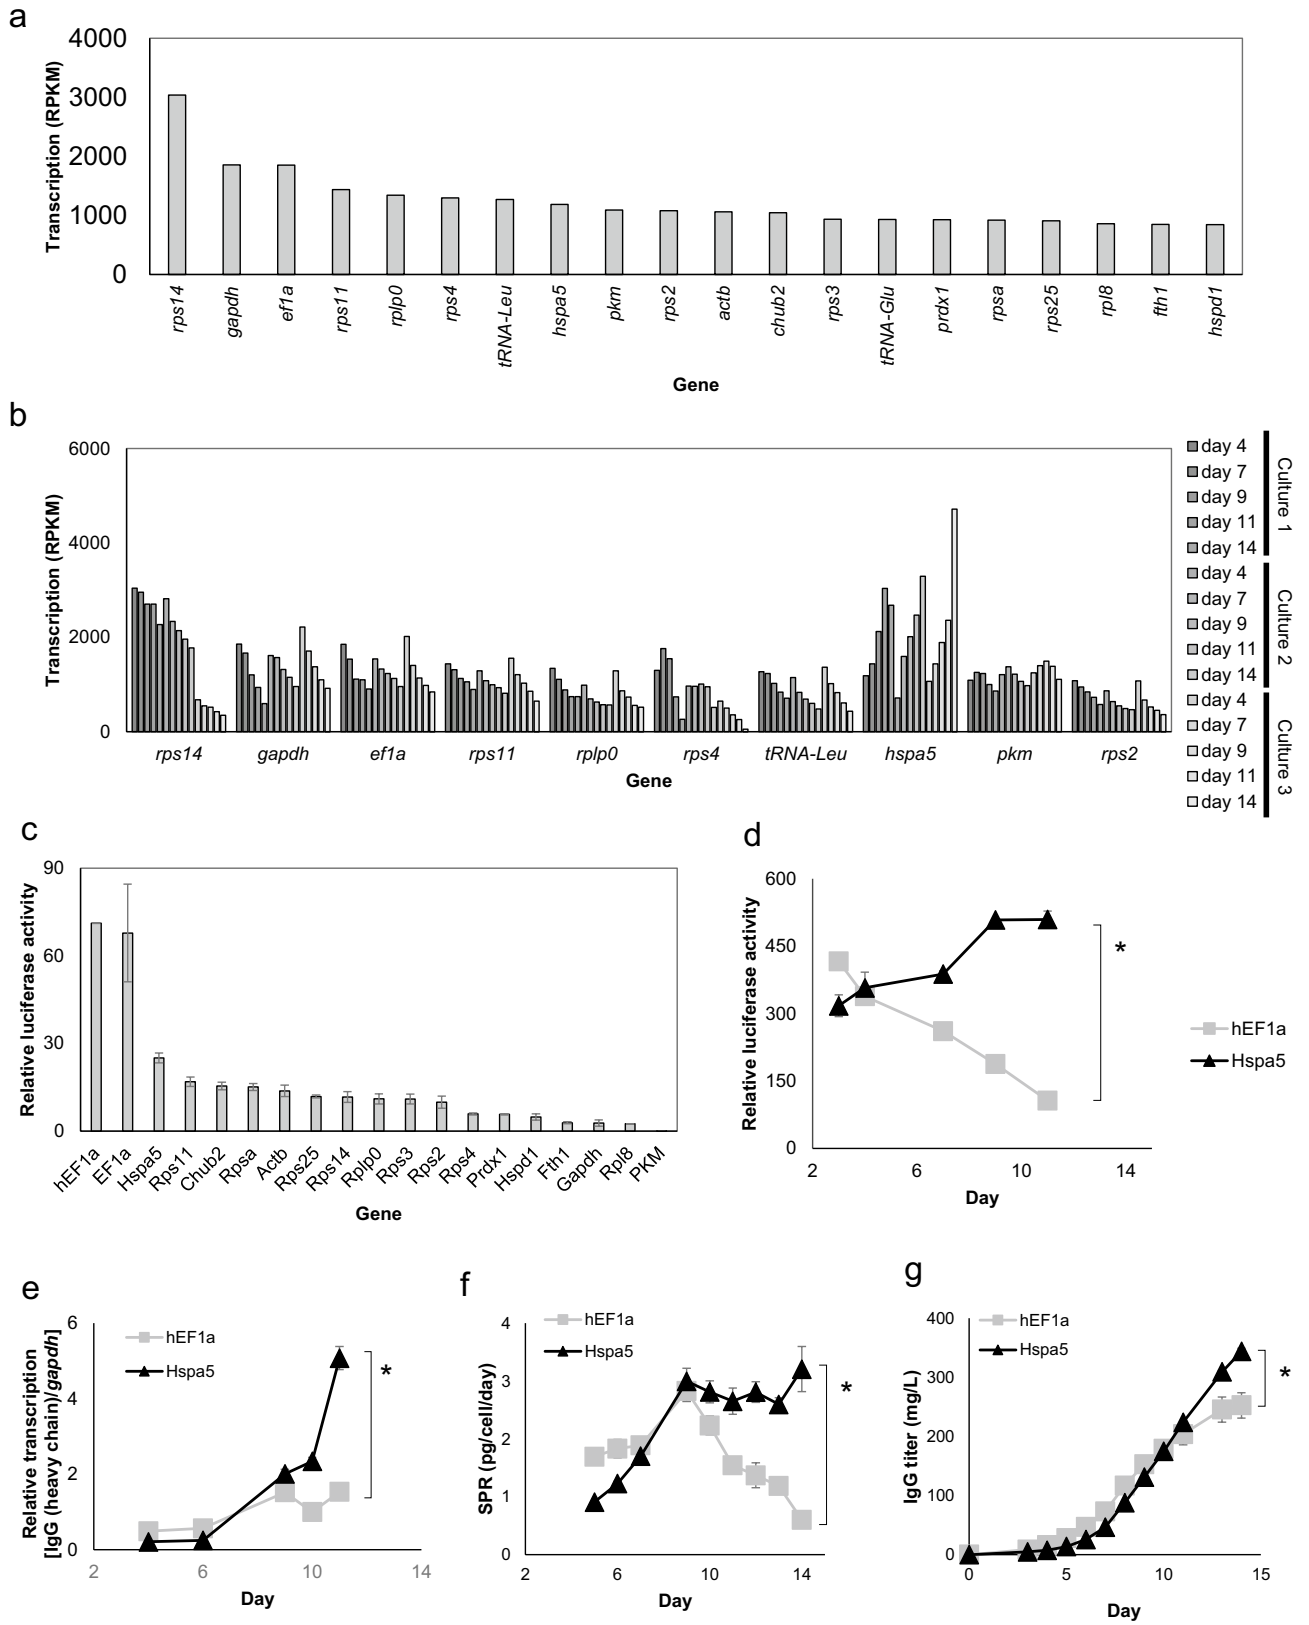 a
Transcription (RPKM)
4000
3000
2000
1000
0
rps14 gapdh ef1a rps11 rplp0 rps4 tRNA-Leu hspa5 pkm rps2 actb chub2 rps3 tRNA-Glu prdx1 rpsa rps25 rpl8 fth1 hspd1
Gene
b
Transcription (RPKM)
6000
4000
2000
0
rps14 gapdh ef1a rps11 rplp0 rps4 tRNA-Leu hspa5 pkm rps2
Gene
day 4
day 7
day 9
day 11
day 14
Culture 1
day 4
day 7
day 9
day 11
day 14
Culture 2
day 4
day 7
day 9
day 11
day 14
Culture 3
c
Relative luciferase activity
90
60
30
0
hEF1a EF1a Hspa5 Rps11 Chub2 Rpsa Actb Rps25 Rps14 Rplp0 Rps3 Rps2 Rps4 Prdx1 Hspd1 Fth1 Gapdh Rpl8 PKM
Gene
d
Relative luciferase activity
600
450
300
150
0
2 6 10 14
Day
*
hEF1a
Hspa5
e
Relative transcription
[IgG (heavy chain)/gapdh]
6
4
2
0
2 6 10 14
Day
hEF1a
Hspa5
*
f
SPR (pg/cell/day)
4
3
2
1
0
2 6 10 14
Day
hEF1a
Hspa5
*
g
IgG titer (mg/L)
400
300
200
100
0
0 5 10 15
Day
hEF1a
Hspa5
*